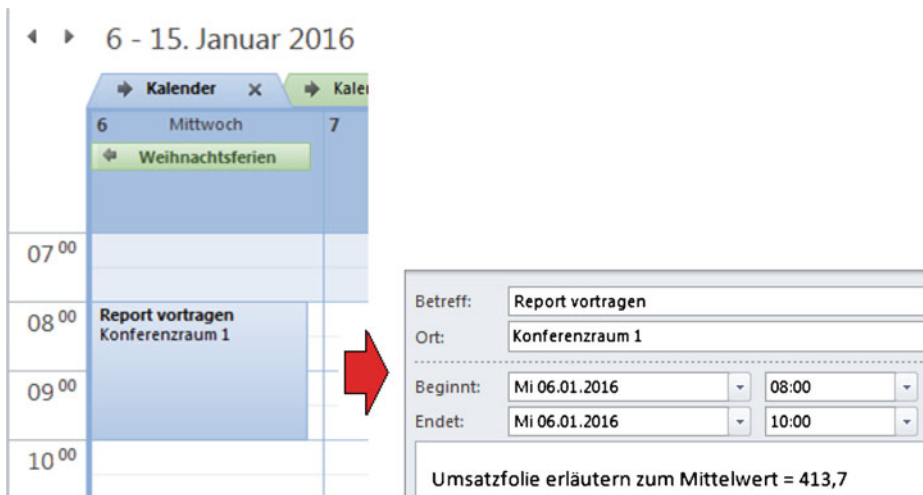 6 - 15. Januar 2016
Kalender
6 Mittwoch 7
Weihnachtsferien
07 00
08 00
Report vortragen
Konferenzraum 1
09 00
10 00
Betreff: Report vortragen
Ort: Konferenzraum 1
Beginnt: Mi 06.01.2016 08:00
Endet: Mi 06.01.2016 10:00
Umsatzfolie erläutern zum Mittelwert = 413,7